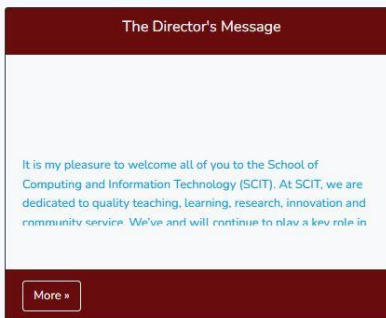 The Director's Message
It is my pleasure to welcome all of you to the School of
Computing and Information Technology (SCIT). At SCIT, we are
dedicated to quality teaching, learning, research, innovation and
community service. We've and will continue to play a key role in
More »